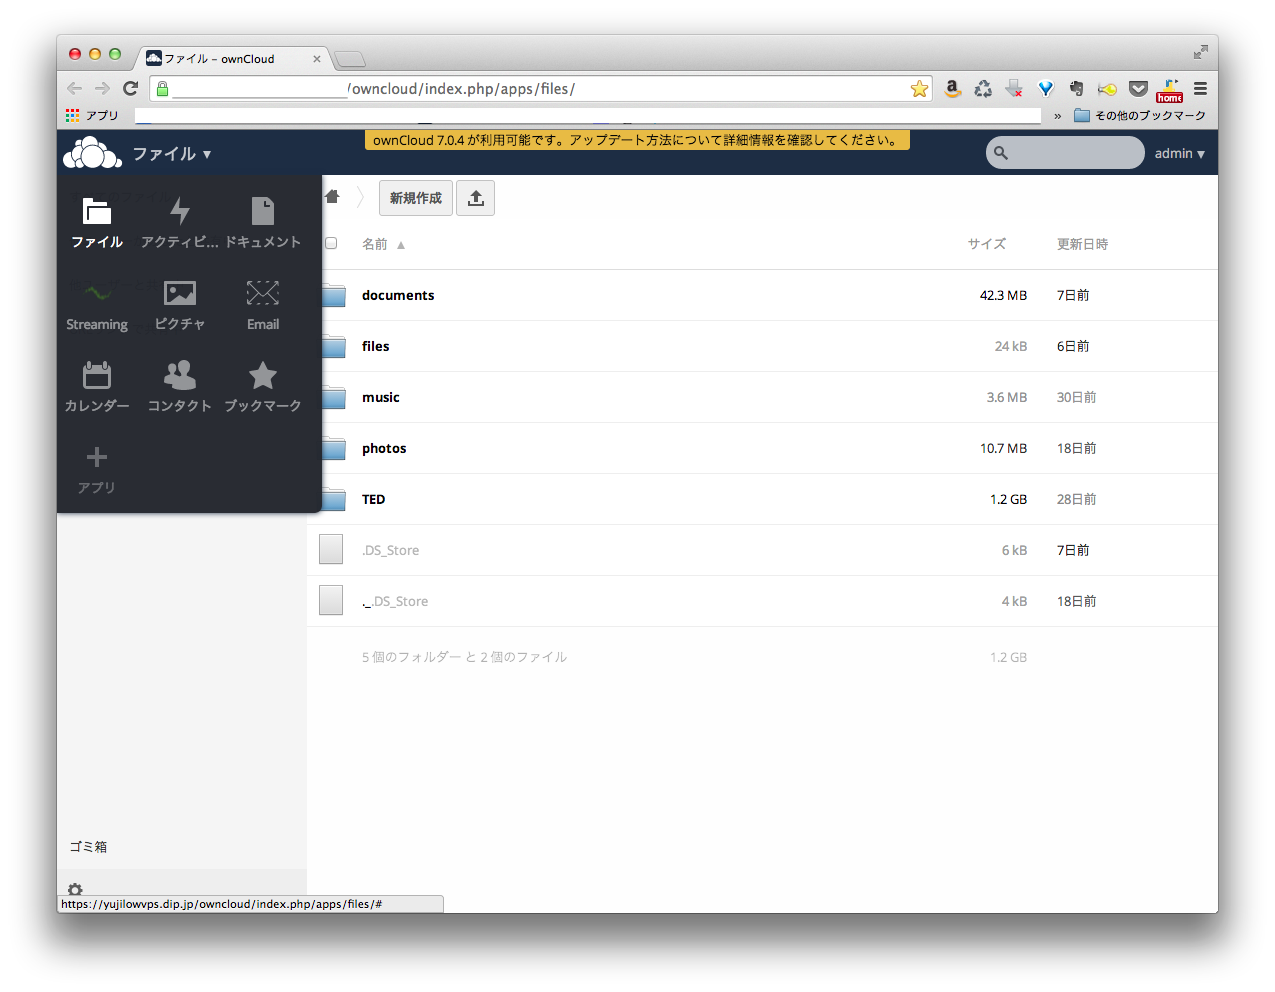 ファイル - ownCloud
/owncloud/index.php/apps/files/
home
アプリ
» その他のブックマーク
ファイル ▼
ownCloud 7.0.4 が利用可能です。アップデート方法について詳細情報を確認してください。
admin ▼
新規作成
ファイル
アクティビ...
ドキュメント
Streaming
ピクチャ
Email
カレンダー
コンタクト
ブックマーク
アプリ
名前 ▲ サイズ 更新日時
documents 42.3 MB 7日前
files 24 kB 6日前
music 3.6 MB 30日前
photos 10.7 MB 18日前
TED 1.2 GB 28日前
.DS_Store 6 kB 7日前
._.DS_Store 4 kB 18日前
5 個のフォルダー と 2 個のファイル 1.2 GB
ゴミ箱
https://yujilowvps.dip.jp/owncloud/index.php/apps/files/#